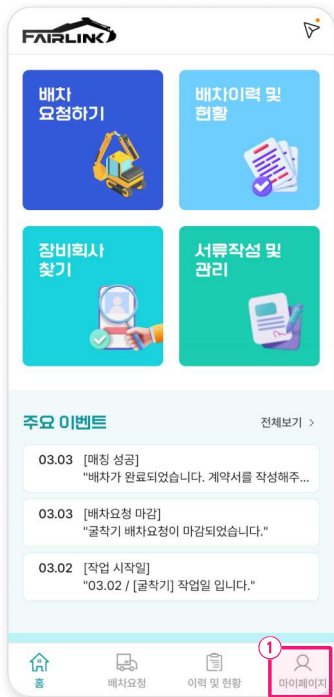 FAIRLINK
배차
요청하기
배차이력 및
현황
장비회사
찾기
서류작성 및
관리
주요 이벤트
전체보기 >
03.03 [매칭 성공]
"배차가 완료되었습니다. 계약서를 작성해주...
03.03 [배차요청 마감]
"굴착기 배차요청이 마감되었습니다."
03.02 [작업 시작일]
"03.02 / [굴착기] 작업일 입니다."
1
홈
배차요청
이력 및 현황
마이페이지